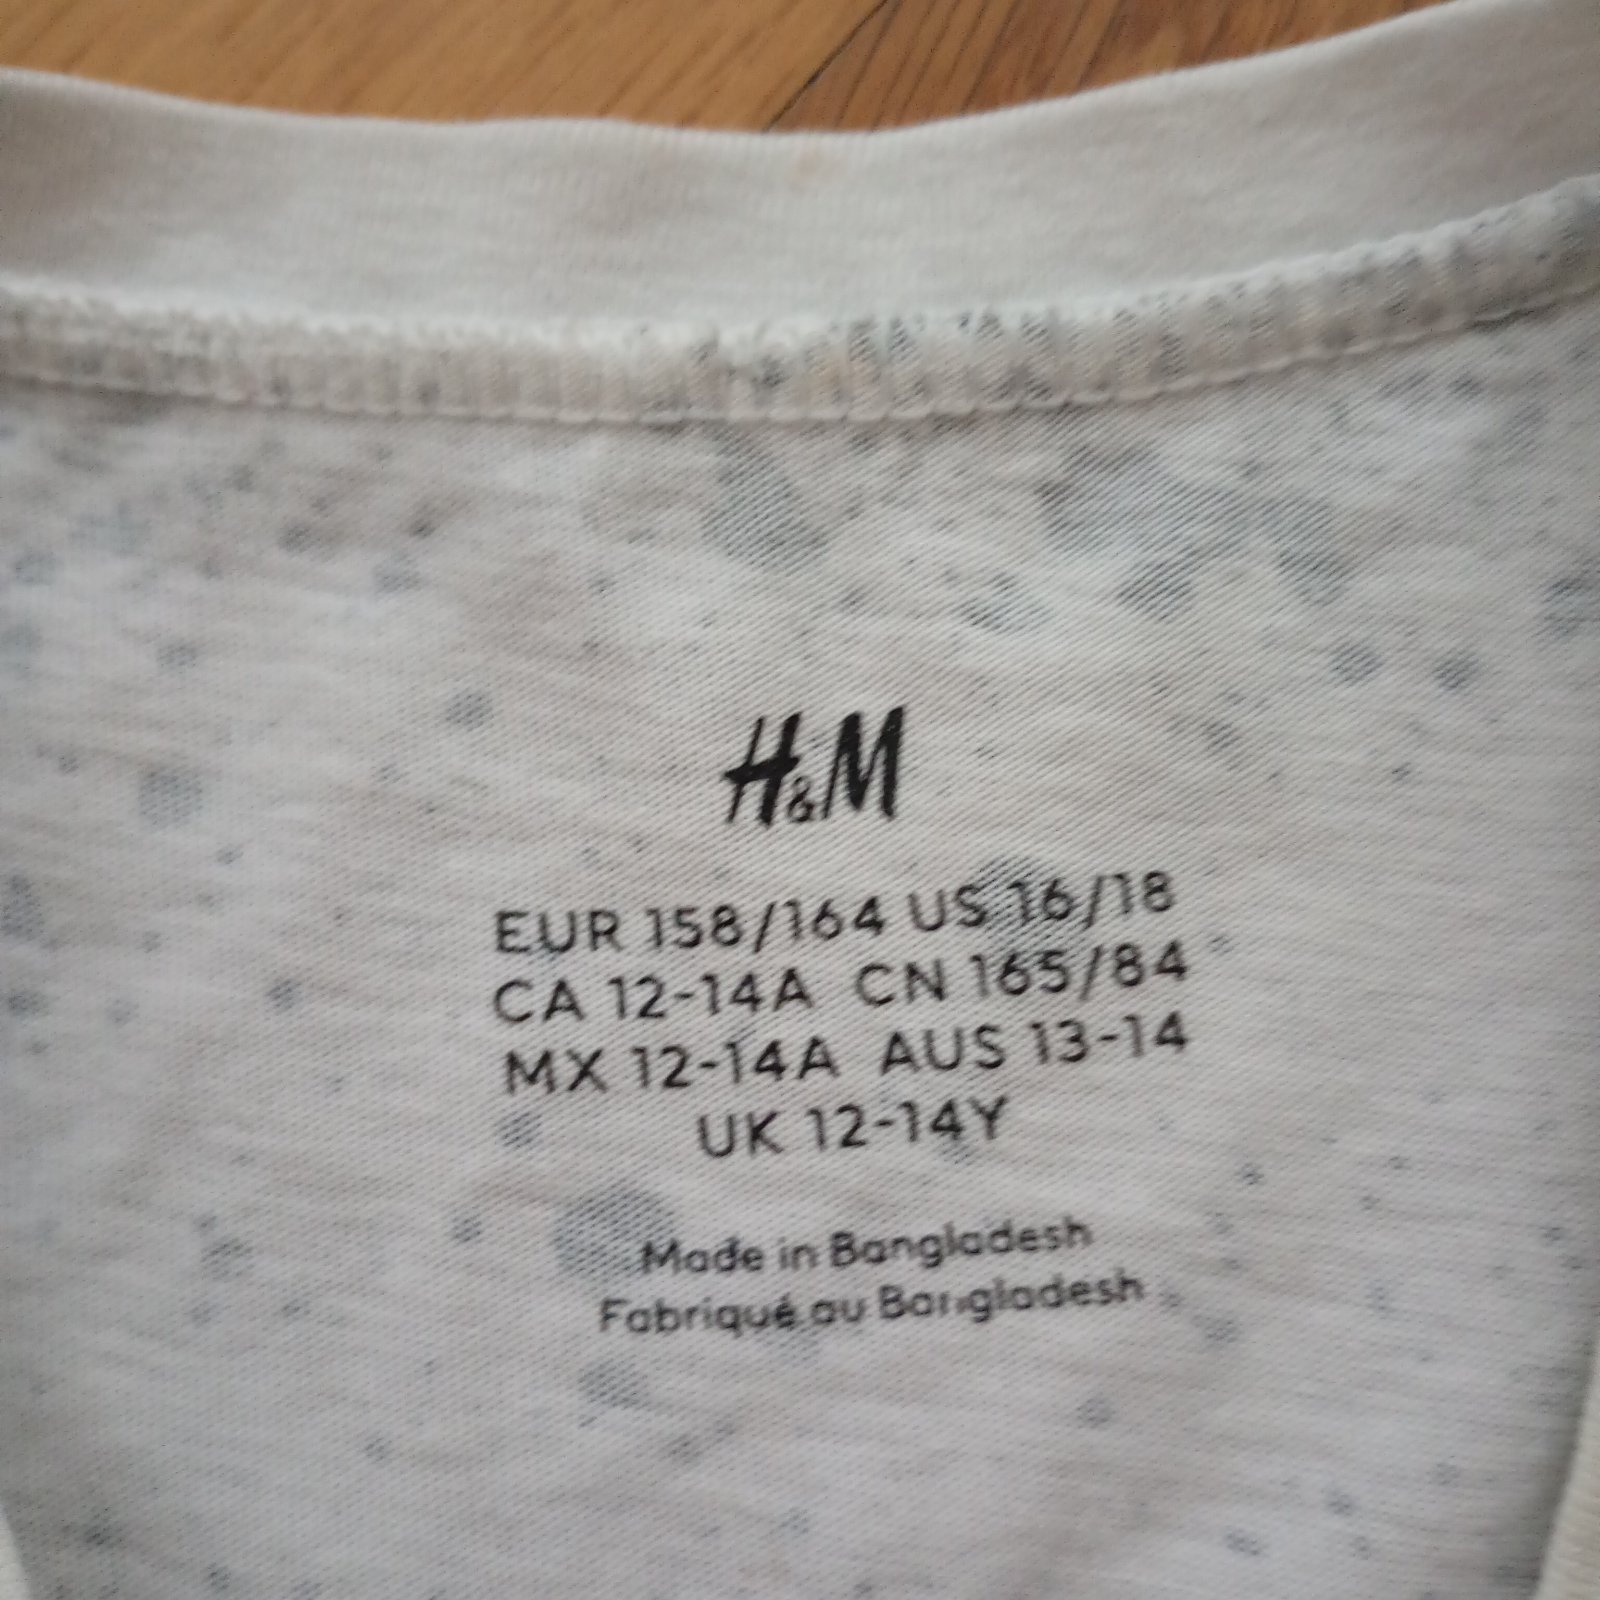 H&M
EUR 158/164 US 16/18
CA 12-14A CN 165/84
MX 12-14A AUS 13-14
UK 12-14Y
Made in Bangladesh
Fabriqué au Bangladesh